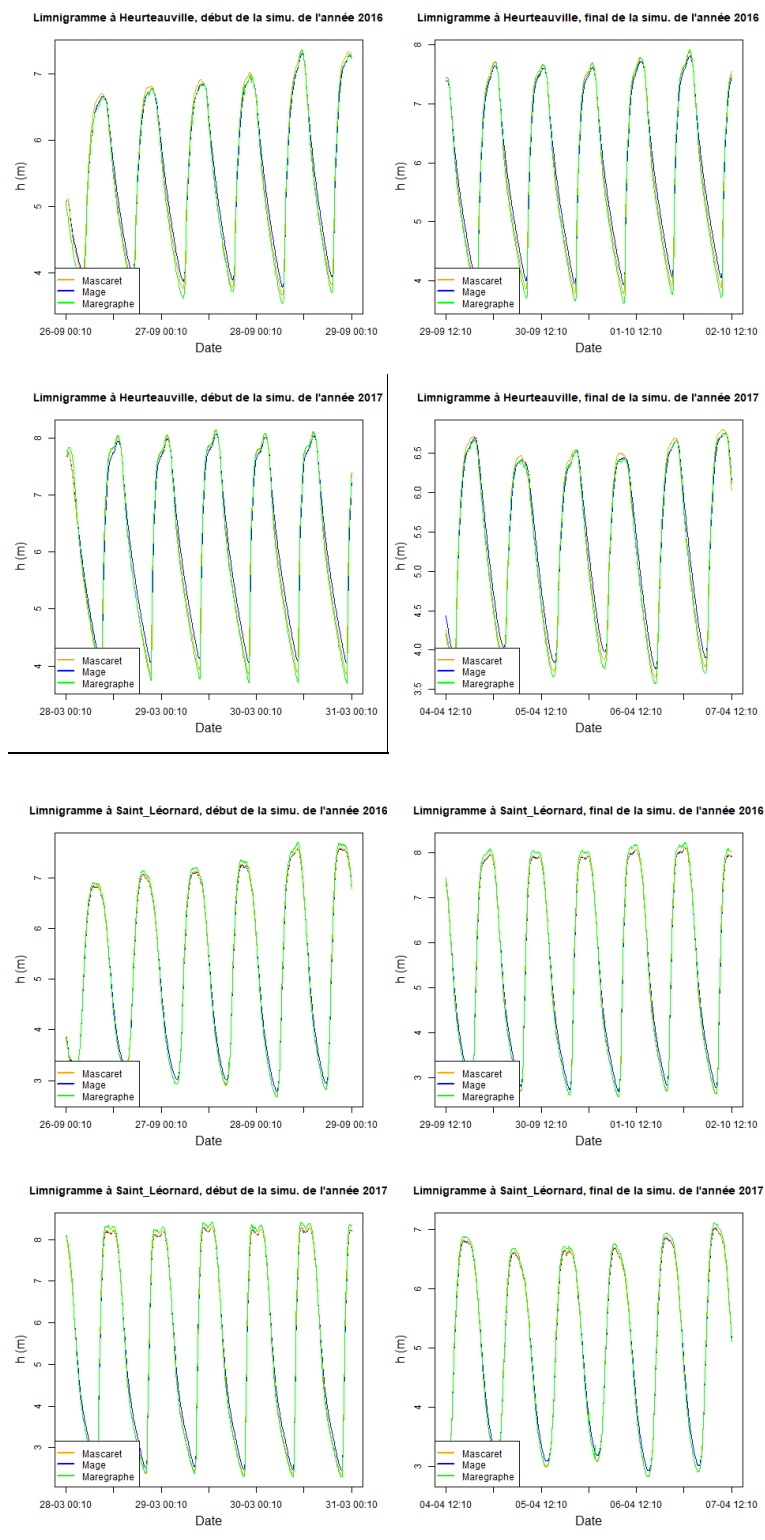 Limnigramme à Heurteauville, début de la simu. de l'année 2016
h (m)
7
6
5
4
Mascaret
Mage
Maregraphe
26-09 00:10 27-09 00:10 28-09 00:10 29-09 00:10
Date
Limnigramme à Heurteauville, final de la simu. de l'année 2016
h (m)
8
7
6
5
4
Mascaret
Mage
Maregraphe
29-09 12:10 30-09 12:10 01-10 12:10 02-10 12:10
Date
Limnigramme à Heurteauville, début de la simu. de l'année 2017
h (m)
8
7
6
5
4
Mascaret
Mage
Maregraphe
28-03 00:10 29-03 00:10 30-03 00:10 31-03 00:10
Date
Limnigramme à Heurteauville, final de la simu. de l'année 2017
h (m)
6.5
6.0
5.5
5.0
4.5
4.0
3.5
Mascaret
Mage
Maregraphe
04-04 12:10 05-04 12:10 06-04 12:10 07-04 12:10
Date
Limnigramme à Saint_Léornard, début de la simu. de l'année 2016
h (m)
7
6
5
4
3
Mascaret
Mage
Maregraphe
26-09 00:10 27-09 00:10 28-09 00:10 29-09 00:10
Date
Limnigramme à Saint_Léornard, final de la simu. de l'année 2016
h (m)
8
7
6
5
4
3
Mascaret
Mage
Maregraphe
29-09 12:10 30-09 12:10 01-10 12:10 02-10 12:10
Date
Limnigramme à Saint_Léornard, début de la simu. de l'année 2017
h (m)
8
7
6
5
4
3
Mascaret
Mage
Maregraphe
28-03 00:10 29-03 00:10 30-03 00:10 31-03 00:10
Date
Limnigramme à Saint_Léornard, final de la simu. de l'année 2017
h (m)
7
6
5
4
3
Mascaret
Mage
Maregraphe
04-04 12:10 05-04 12:10 06-04 12:10 07-04 12:10
Date